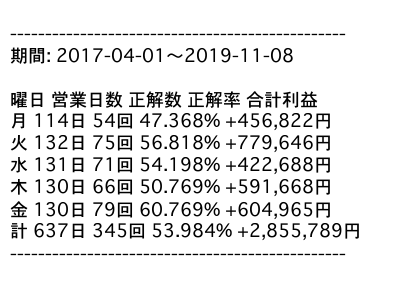 ------------------------------------------------
期間: 2017-04-01〜2019-11-08
曜日 営業日数 正解数 正解率 合計利益
月 114日 54回 47.368% +456,822円
火 132日 75回 56.818% +779,646円
水 131日 71回 54.198% +422,688円
木 130日 66回 50.769% +591,668円
金 130日 79回 60.769% +604,965円
計 637日 345回 53.984% +2,855,789円
------------------------------------------------